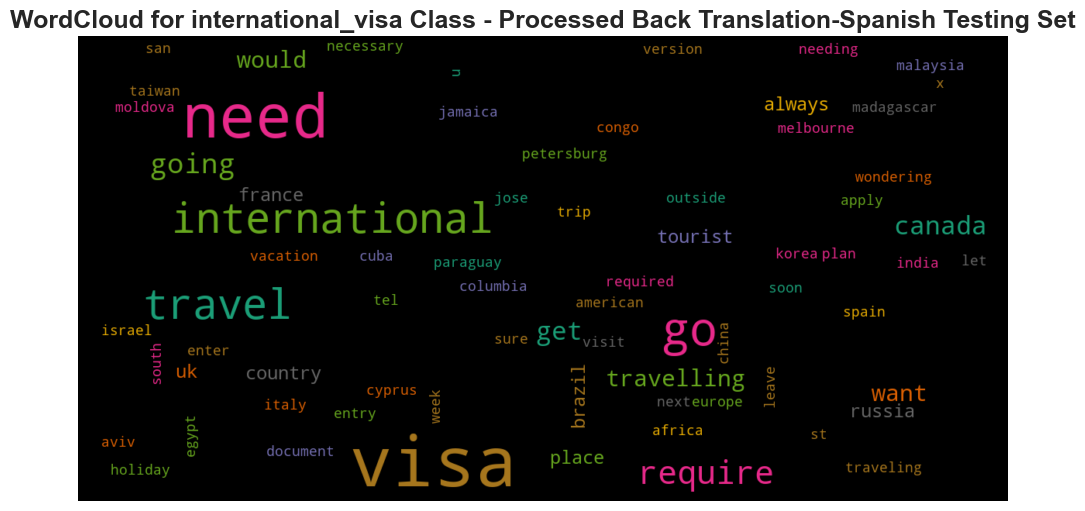 WordCloud for international_visa Class - Processed Back Translation-Spanish Testing Set
san
necessary
version
needing
would
malaysia
n
x
taiwan
need
always
madagascar
moldova
jamaica
congo
melbourne
petersburg
going
wondering
france
jose
outside
apply
international
trip
canada
tourist
vacation
cuba
paraguay
korea
plan
india
let
columbia
required
soon
travel
tel
american
spain
israel
sure
get
visit
go
china
south
enter
uk
country
cyprus
week
brazil
travelling
leave
want
italy
entry
next
europe
russia
aviv
egypt
document
africa
st
holiday
visa
place
require
traveling